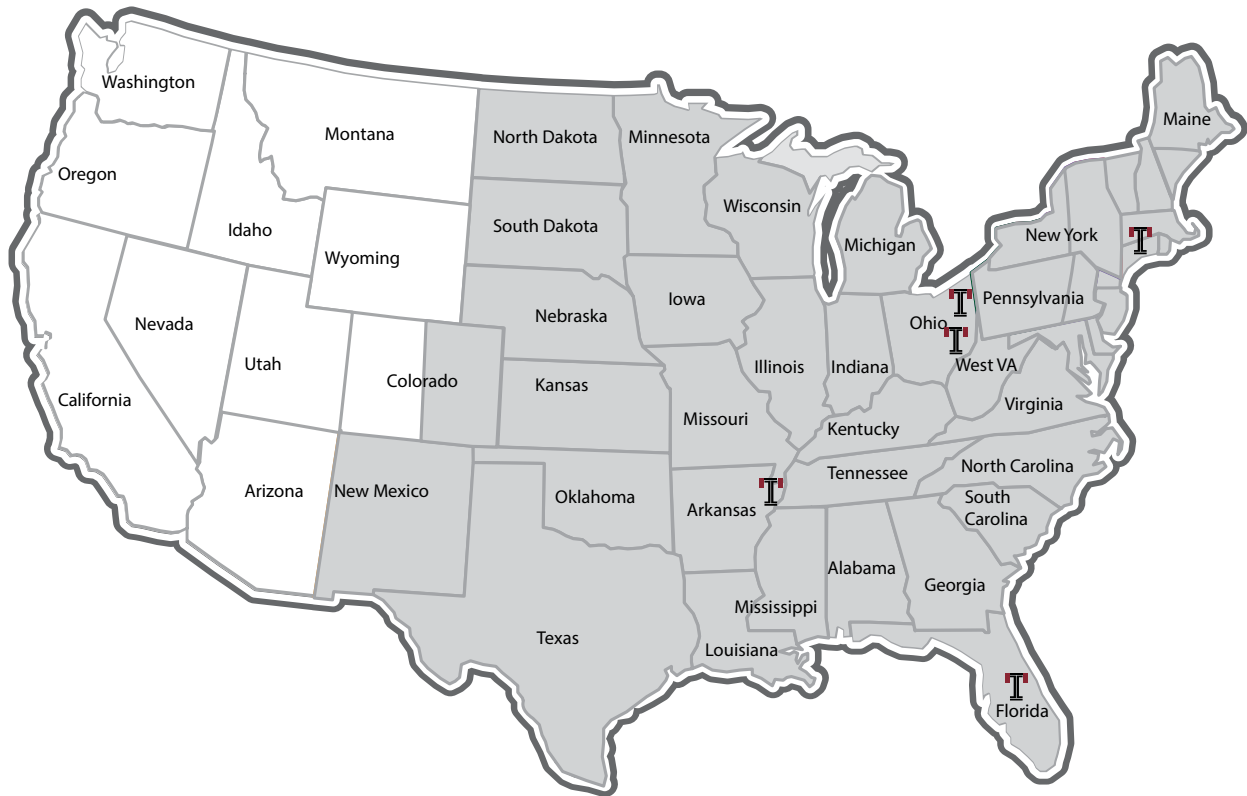 Washington
Montana
North Dakota
Minnesota
Maine
Oregon
Idaho
Wyoming
South Dakota
Wisconsin
Michigan
New York
Nevada
Utah
Colorado
Nebraska
Iowa
Illinois
Indiana
Ohio
Pennsylvania
California
Kansas
Missouri
Kentucky
West VA
Virginia
Arizona
New Mexico
Oklahoma
Arkansas
Tennessee
North Carolina
South
Carolina
Texas
Louisiana
Mississippi
Alabama
Georgia
Florida
T
T
T
T
T